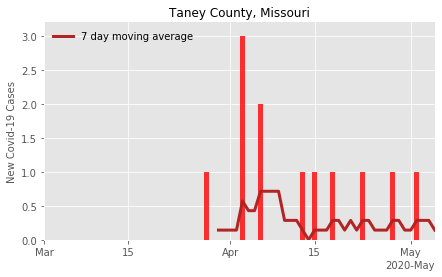 Taney County, Missouri
7 day moving average
New Covid-19 Cases
3.0
2.5
2.0
1.5
1.0
0.5
0.0
Mar 15 Apr 15 May
2020-May